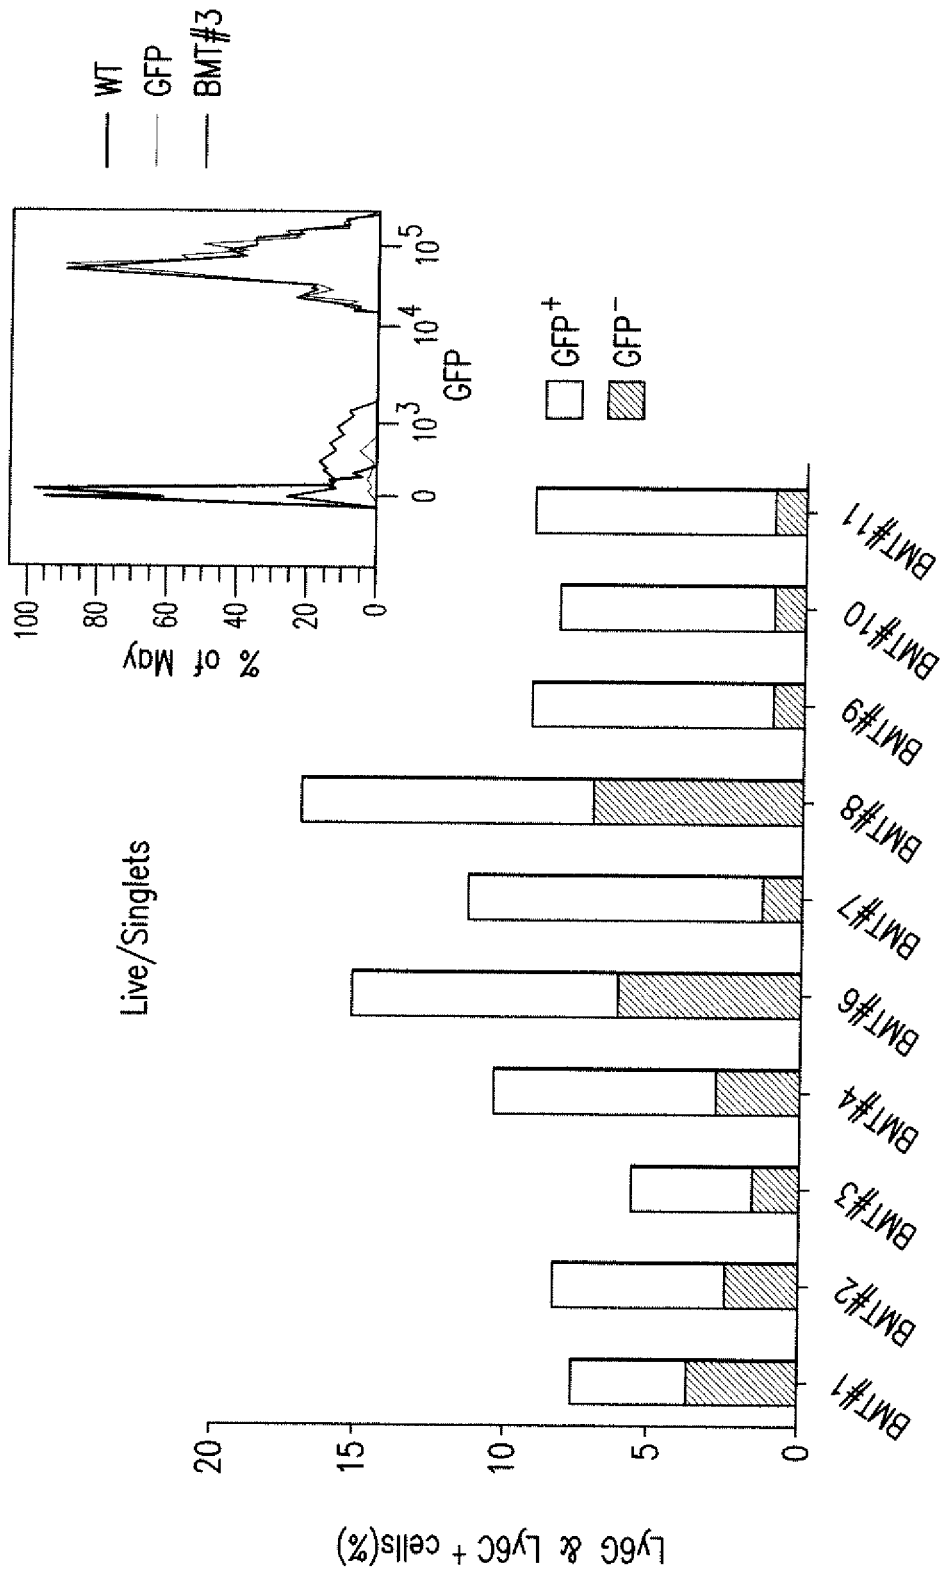 Live/Singlets
Ly6G & Ly6C + cells(%)
20
15
10
5
0
BMT#1
BMT#2
BMT#3
BMT#4
BMT#6
BMT#7
BMT#8
BMT#9
BMT#10
BMT#11
GFP+
GFP-
% of May
100
80
60
40
20
0
0
10^3
10^4
10^5
GFP
WT
GFP
BMT#3